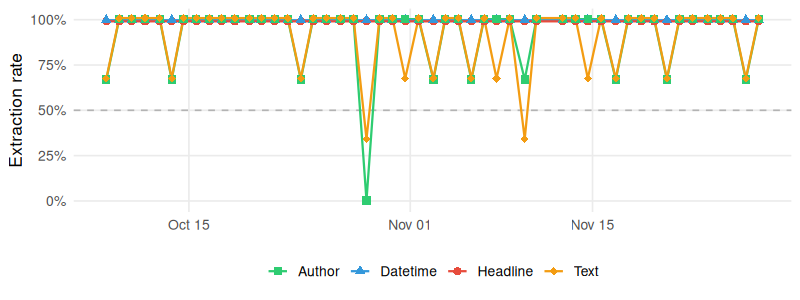 100%
75%
50%
25%
0%
Extraction rate
Oct 15
Nov 01
Nov 15
Author
Datetime
Headline
Text